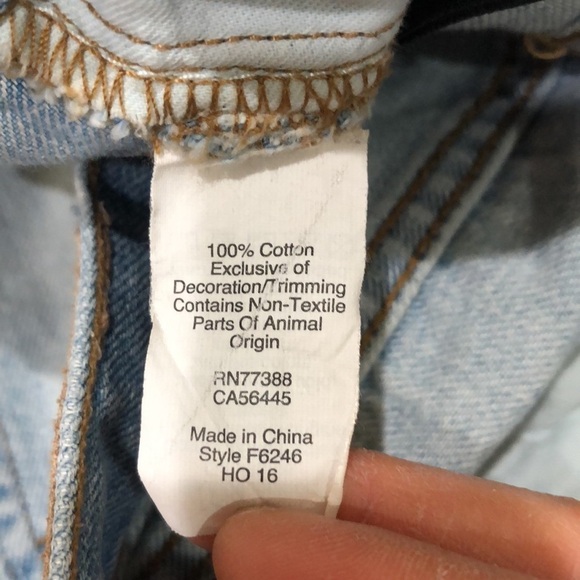 100% Cotton
Exclusive of
Decoration/Trimming
Contains Non-Textile
Parts Of Animal
Origin
RN77388
CA56445
Made in China
Style F6246
HO 16